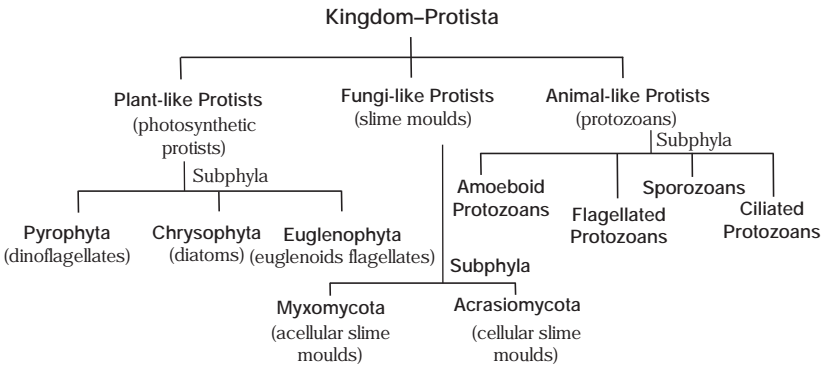 Kingdom–Protista
Plant-like Protists
(photosynthetic
protists)
Fungi-like Protists
(slime moulds)
Animal-like Protists
(protozoans)
Subphyla
Subphyla
Pyrophyta
(dinoflagellates)
Chrysophyta
(diatoms)
Euglenophyta
(euglenoids flagellates)
Amoeboid
Protozoans
Flagellated
Protozoans
Sporozoans
Ciliated
Protozoans
Subphyla
Myxomycota
(acellular slime
moulds)
Acrasiomycota
(cellular slime
moulds)